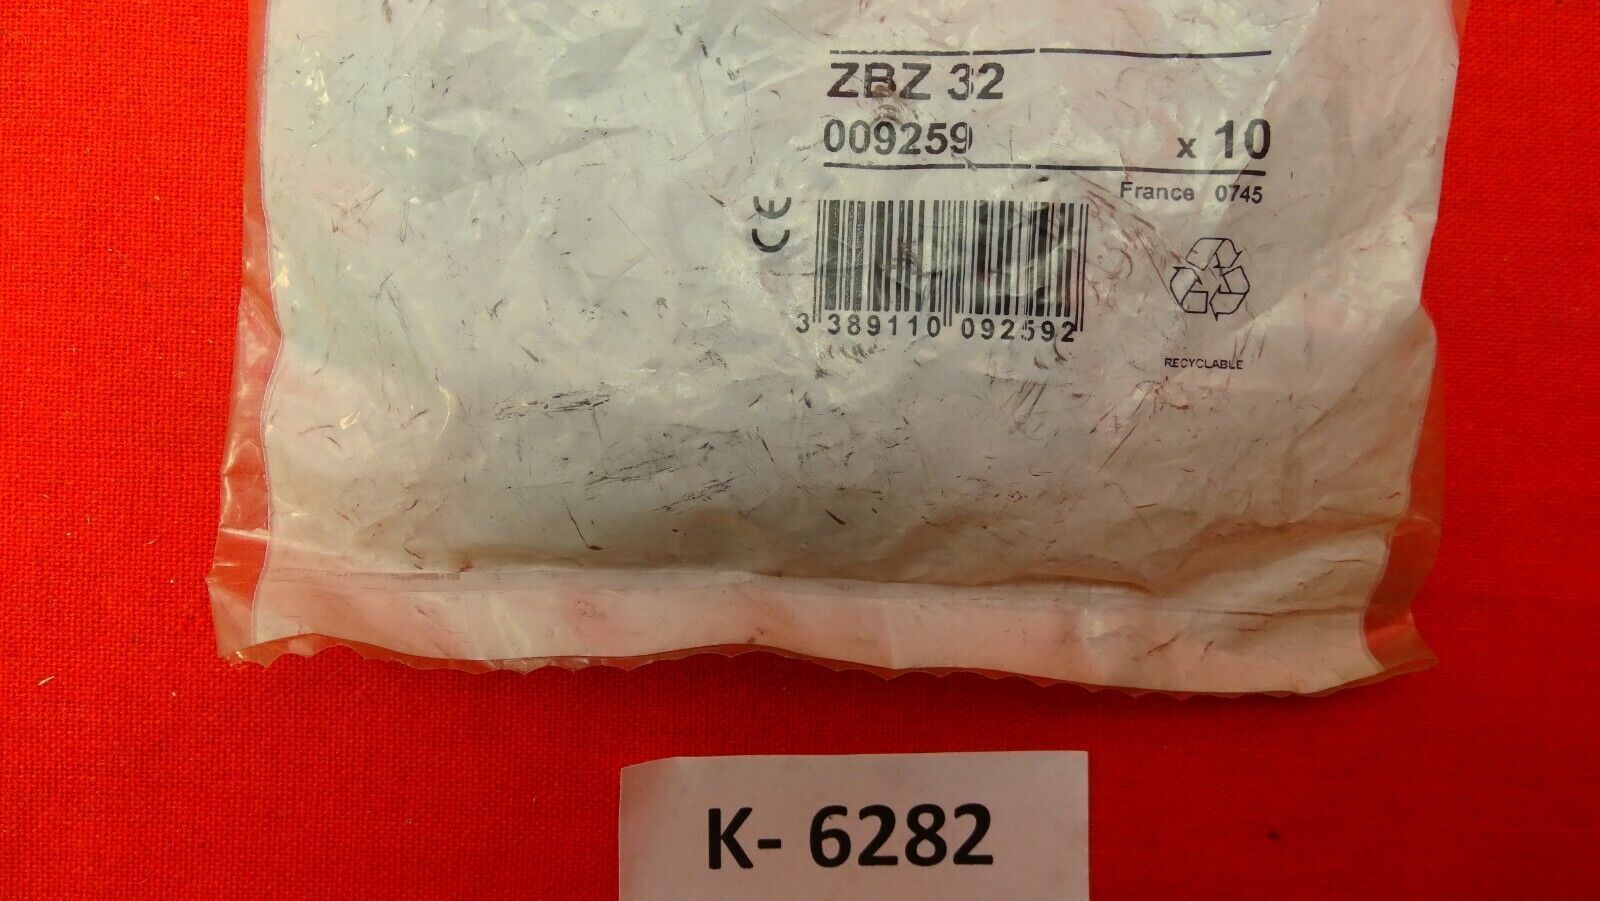 ZBZ 32
009259 x 10
France 0745
CE
3 389110 092592
RECYCLABLE
K- 6282